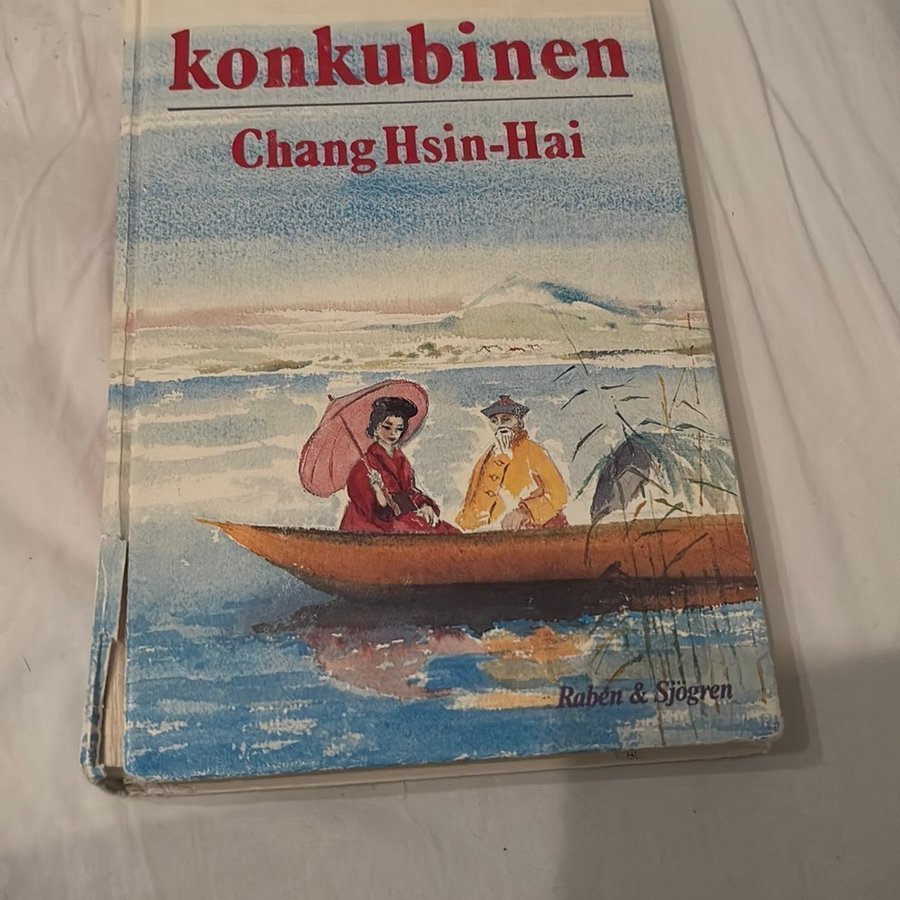 konkubinen
Chang Hsin-Hai
Rabén & Sjögren